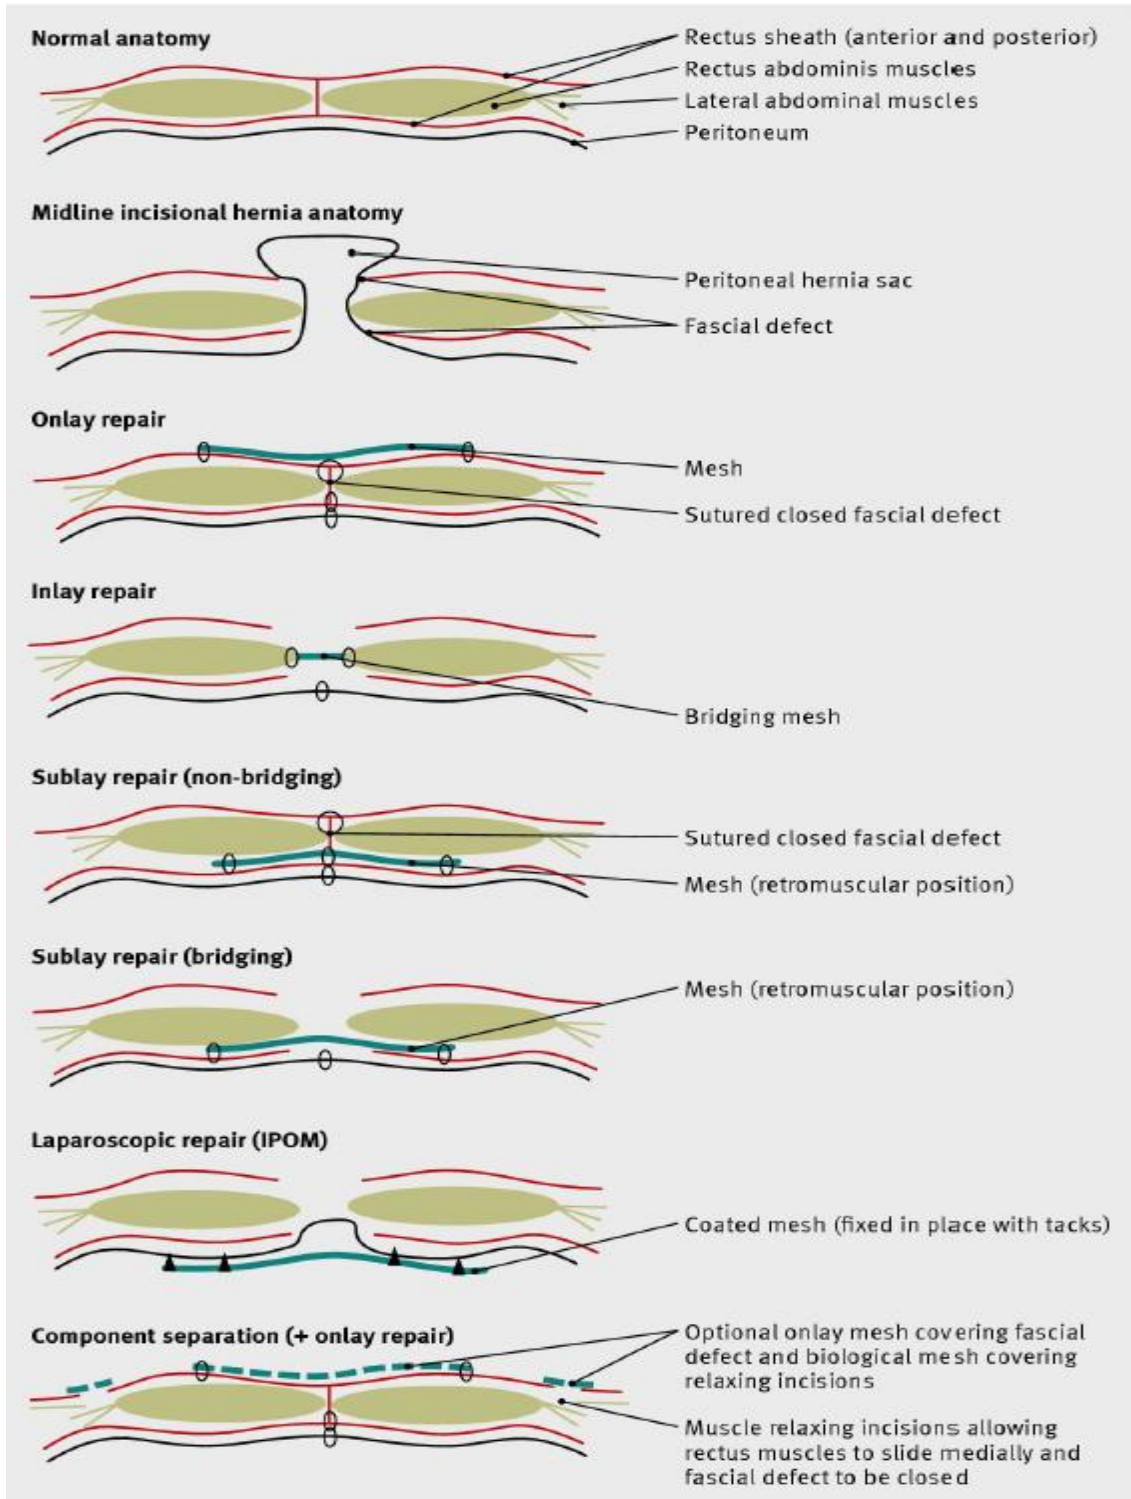 Normal anatomy
Rectus sheath (anterior and posterior)
Rectus abdominis muscles
Lateral abdominal muscles
Peritoneum
Midline incisional hernia anatomy
Peritoneal hernia sac
Fascial defect
Onlay repair
Mesh
Sutured closed fascial defect
Inlay repair
Bridging mesh
Sublay repair (non-bridging)
Sutured closed fascial defect
Mesh (retromuscular position)
Sublay repair (bridging)
Mesh (retromuscular position)
Laparoscopic repair (IPOM)
Coated mesh (fixed in place with tacks)
Component separation (+ onlay repair)
Optional onlay mesh covering fascial
defect and biological mesh covering
relaxing incisions
Muscle relaxing incisions allowing
rectus muscles to slide medially and
fascial defect to be closed